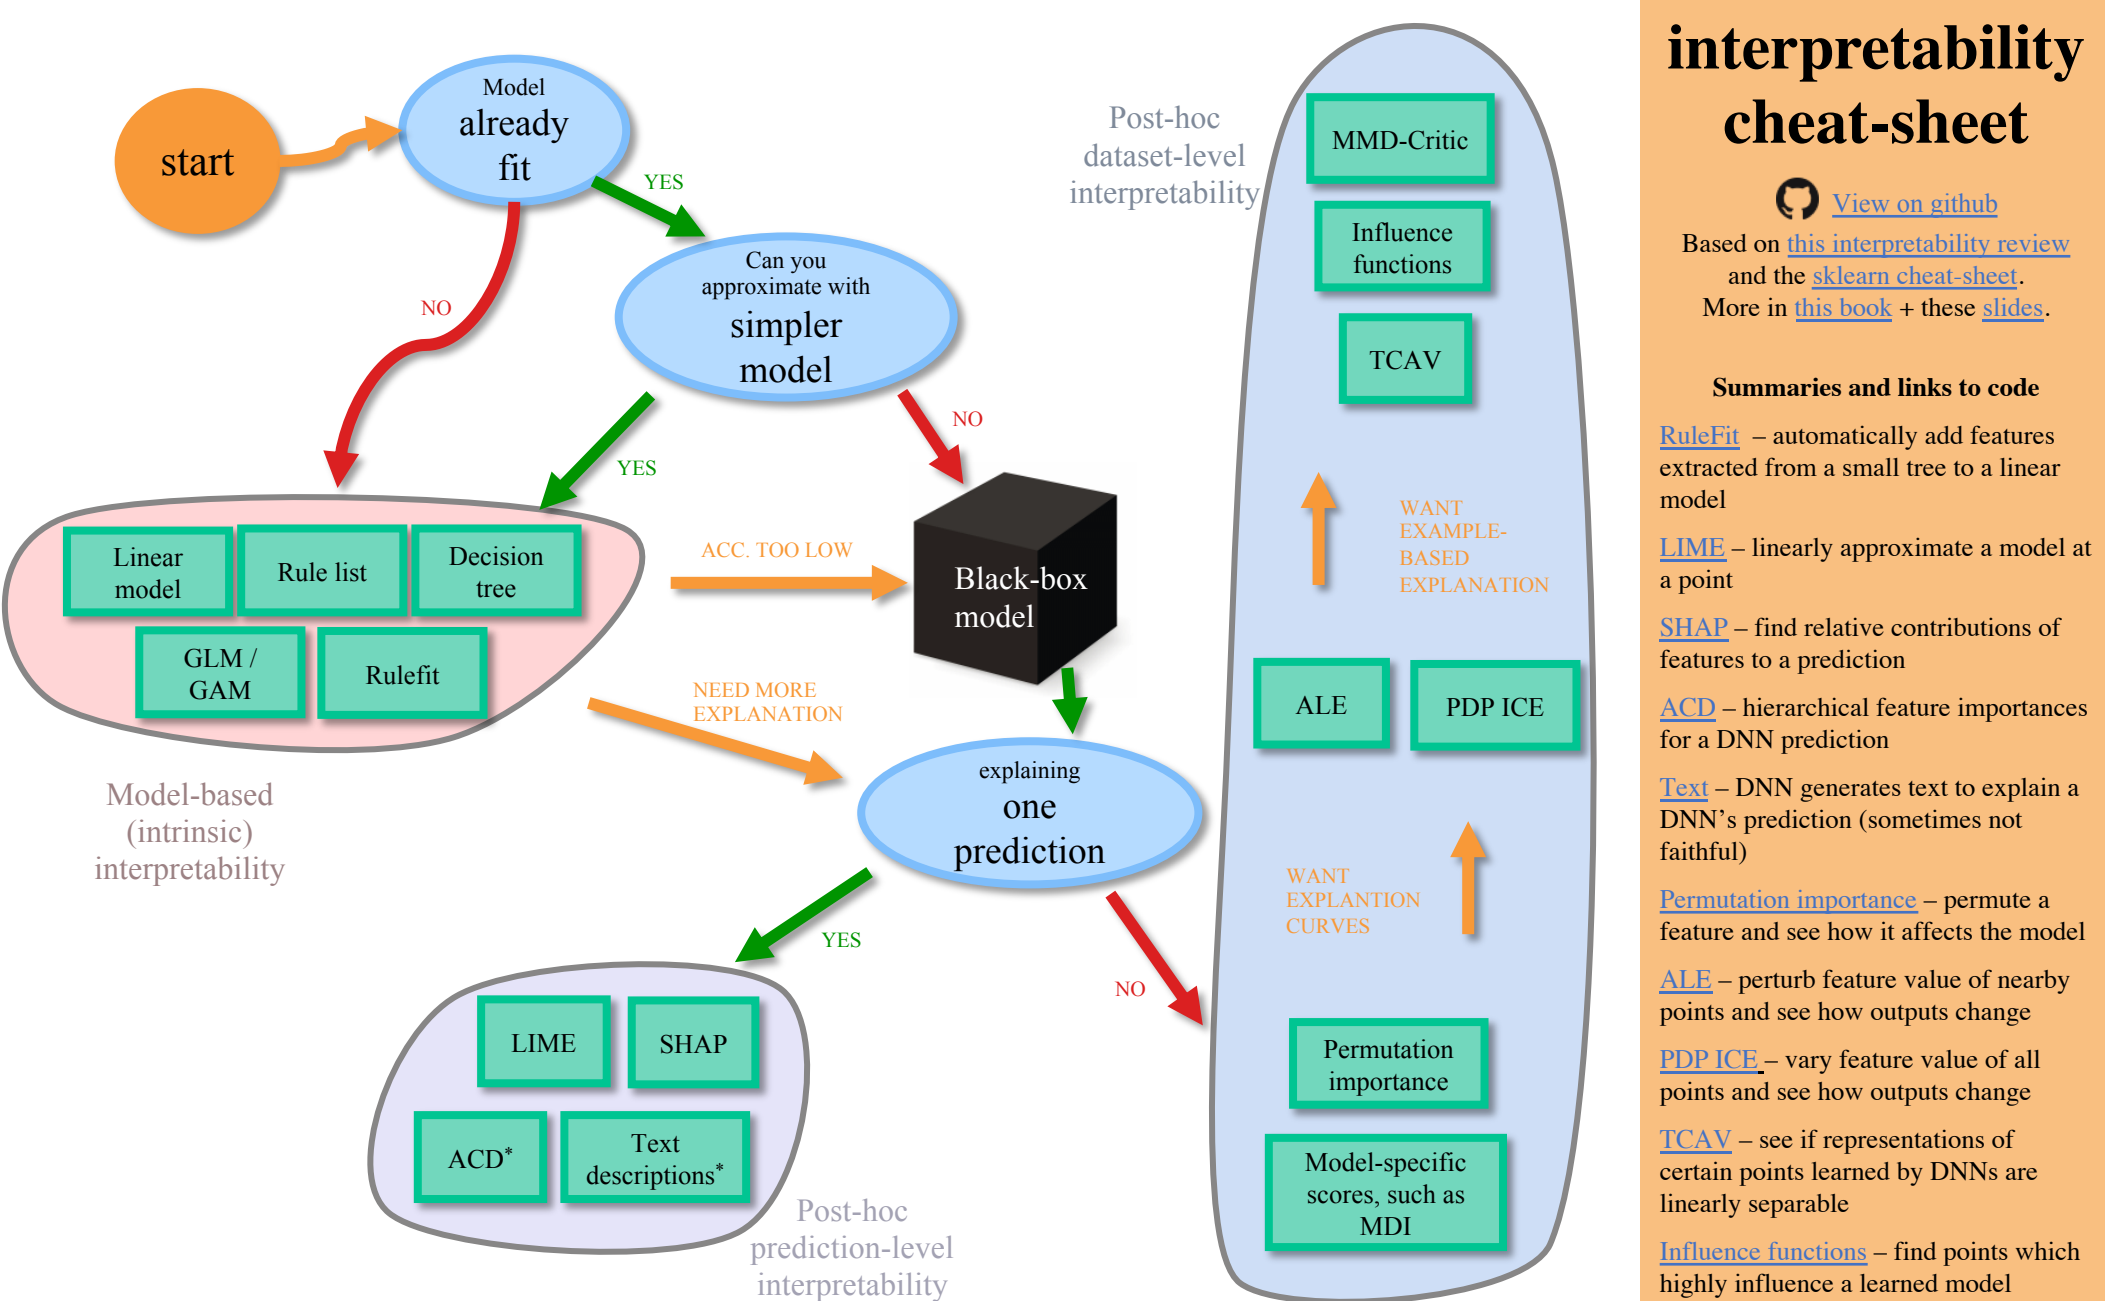 start
Model
already
fit
YES
NO
Can you
approximate with
simpler
model
NO
YES
Linear
model
Rule list
Decision
tree
GLM /
GAM
Rulefit
Model-based
(intrinsic)
interpretability
ACC. TOO LOW
Black-box
model
NEED MORE
EXPLANATION
explaining
one
prediction
YES
NO
LIME
SHAP
ACD*
Text
descriptions*
Post-hoc
prediction-level
interpretability
Post-hoc
dataset-level
interpretability
MMD-Critic
Influence
functions
TCAV
WANT
EXAMPLE-
BASED
EXPLANATION
ALE
PDP ICE
WANT
EXPLANTION
CURVES
Permutation
importance
Model-specific
scores, such as
MDI
interpretability
cheat-sheet
View on github
Based on this interpretability review
and the sklearn cheat-sheet.
More in this book + these slides.
Summaries and links to code
RuleFit – automatically add features
extracted from a small tree to a linear
model
LIME – linearly approximate a model at
a point
SHAP – find relative contributions of
features to a prediction
ACD – hierarchical feature importances
for a DNN prediction
Text – DNN generates text to explain a
DNN’s prediction (sometimes not
faithful)
Permutation importance – permute a
feature and see how it affects the model
ALE – perturb feature value of nearby
points and see how outputs change
PDP ICE – vary feature value of all
points and see how outputs change
TCAV – see if representations of
certain points learned by DNNs are
linearly separable
Influence functions – find points which
highly influence a learned model